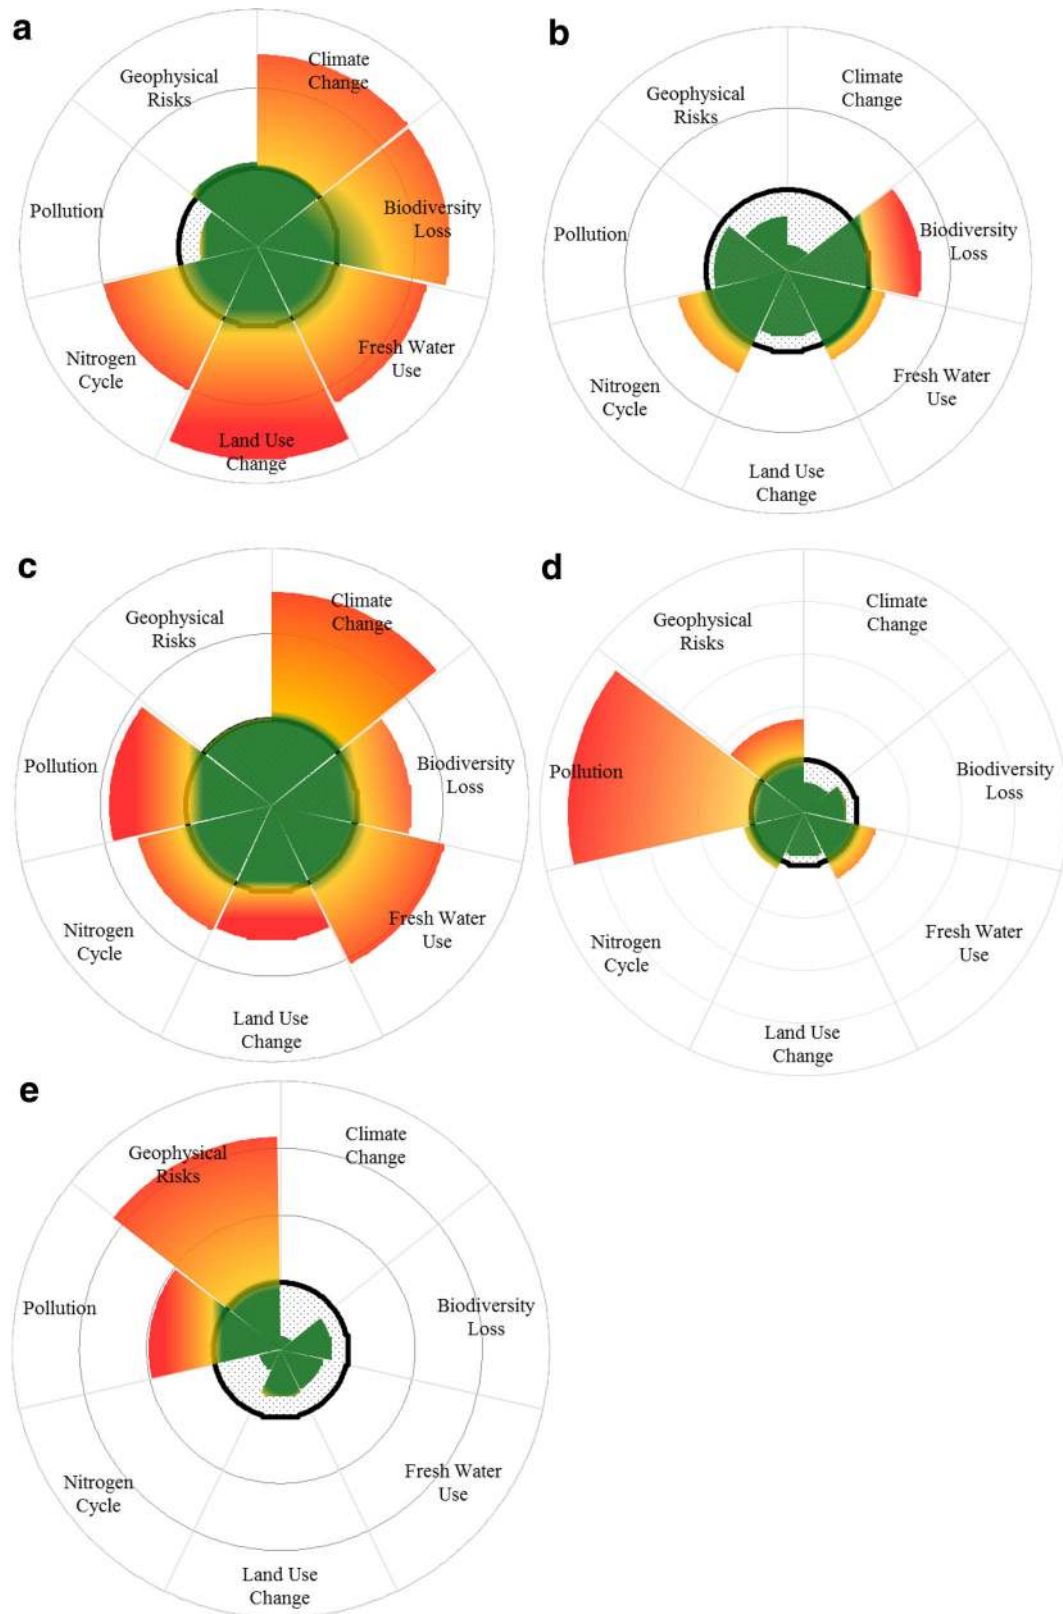 a
Climate
Change
Geophysical
Risks
Pollution
Biodiversity
Loss
Fresh Water
Use
Nitrogen
Cycle
Land Use
Change
b
Climate
Change
Geophysical
Risks
Pollution
Biodiversity
Loss
Fresh Water
Use
Nitrogen
Cycle
Land Use
Change
c
Climate
Change
Geophysical
Risks
Pollution
Biodiversity
Loss
Fresh Water
Use
Nitrogen
Cycle
Land Use
Change
d
Climate
Change
Geophysical
Risks
Pollution
Biodiversity
Loss
Fresh Water
Use
Nitrogen
Cycle
Land Use
Change
e
Climate
Change
Geophysical
Risks
Pollution
Biodiversity
Loss
Fresh Water
Use
Nitrogen
Cycle
Land Use
Change